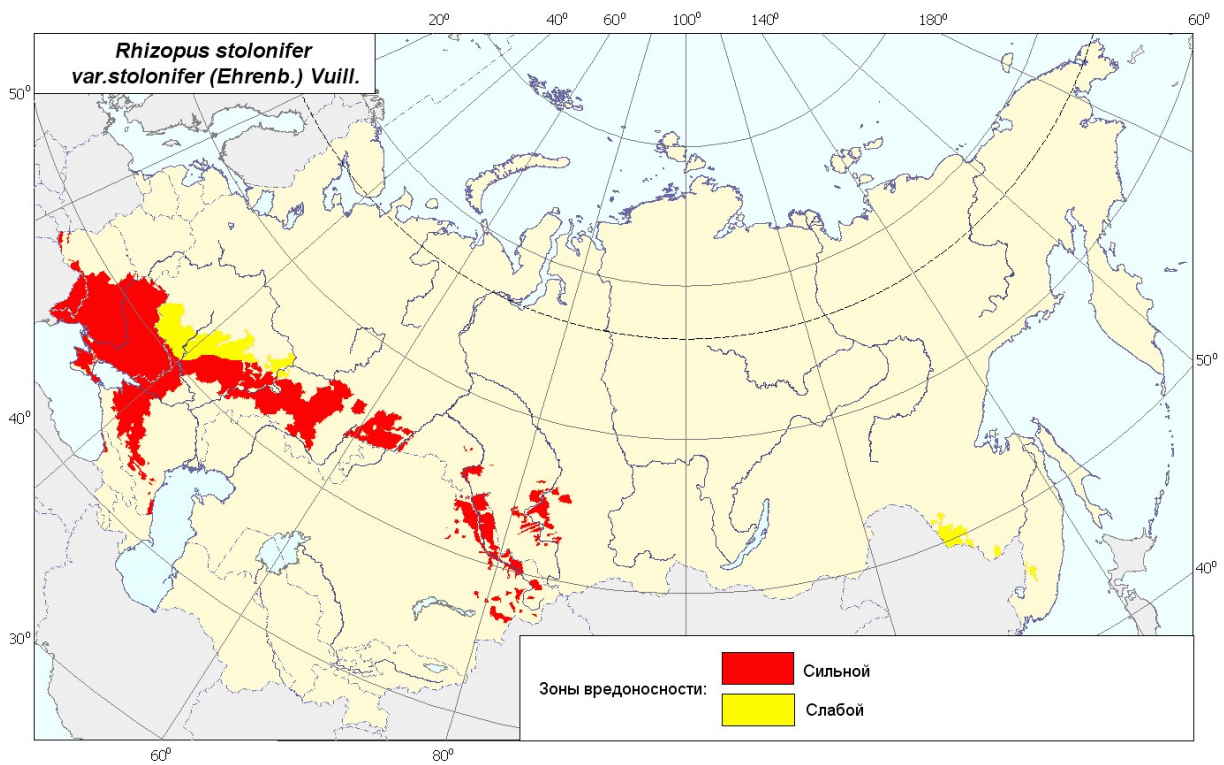 20⁰ 40⁰ 60⁰ 100⁰ 140⁰ 180⁰ 60⁰
Rhizopus stolonifer
var.stolonifer (Ehrenb.) Vuill.
50⁰
50⁰
40⁰
40⁰
30⁰
Зоны вредоносности:
Сильной
Слабой
60⁰ 80⁰